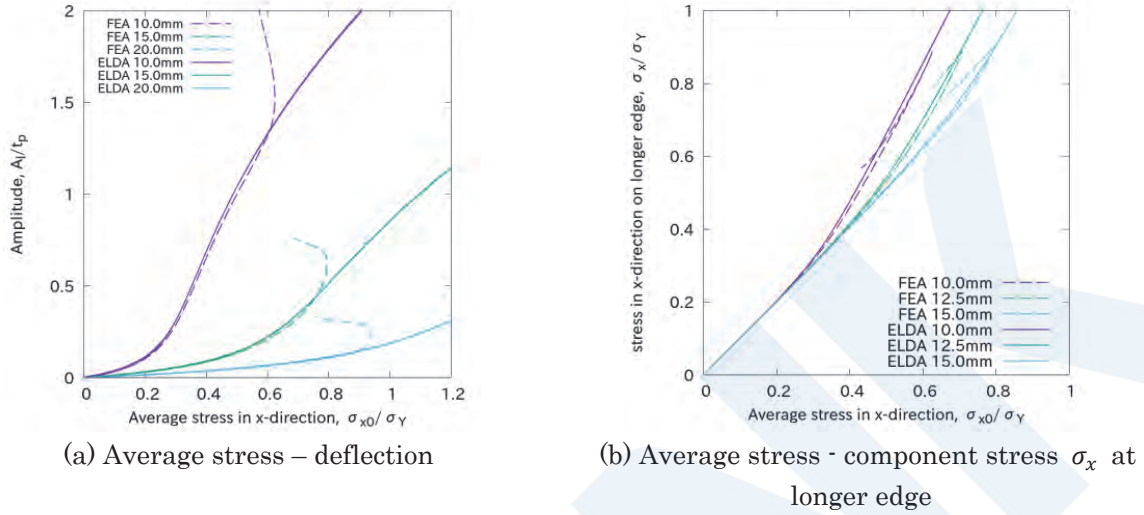 FEA 10.0mm
FEA 15.0mm
FEA 20.0mm
ELDA 10.0mm
ELDA 15.0mm
ELDA 20.0mm
2
1.5
1
0.5
0
Amplitude, A₁/tₚ
0 0.2 0.4 0.6 0.8 1 1.2
Average stress in x-direction, σₓ₀/σ_Y
(a) Average stress – deflection
1
0.8
0.6
0.4
0.2
0
stress in x-direction on longer edge, σₓ/σ_Y
FEA 10.0mm
FEA 12.5mm
FEA 15.0mm
ELDA 10.0mm
ELDA 12.5mm
ELDA 15.0mm
0 0.2 0.4 0.6 0.8 1
Average stress in x-direction, σₓ₀/σ_Y
(b) Average stress - component stress σₓ at
longer edge